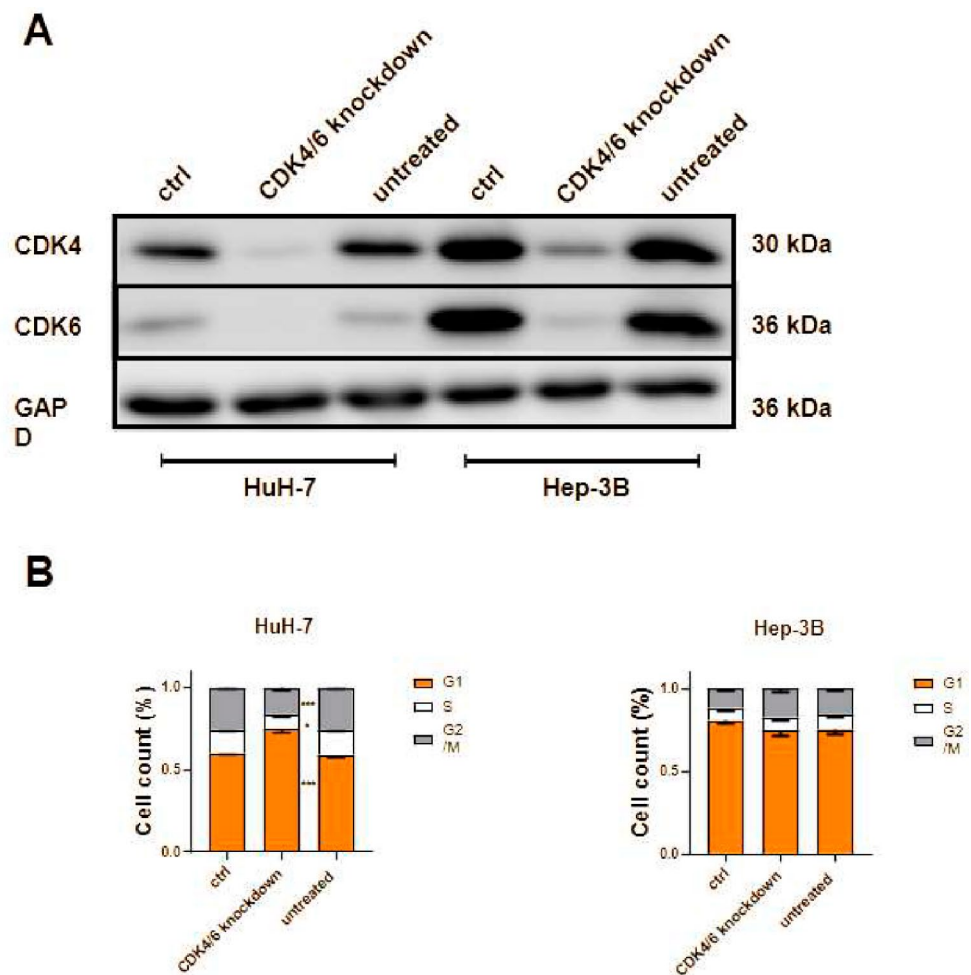 A
ctrl
CDK4/6 knockdown
untreated
ctrl
CDK4/6 knockdown
untreated
CDK4
30 kDa
CDK6
36 kDa
GAP
D
36 kDa
HuH-7
Hep-3B
B
HuH-7
Cell count (%)
1.0
0.5
0.0
***
*
***
G1
S
G2
/M
ctrl
CDK4/6 knockdown
untreated
Hep-3B
Cell count (%)
1.0
0.5
0.0
G1
S
G2
/M
ctrl
CDK4/6 knockdown
untreated